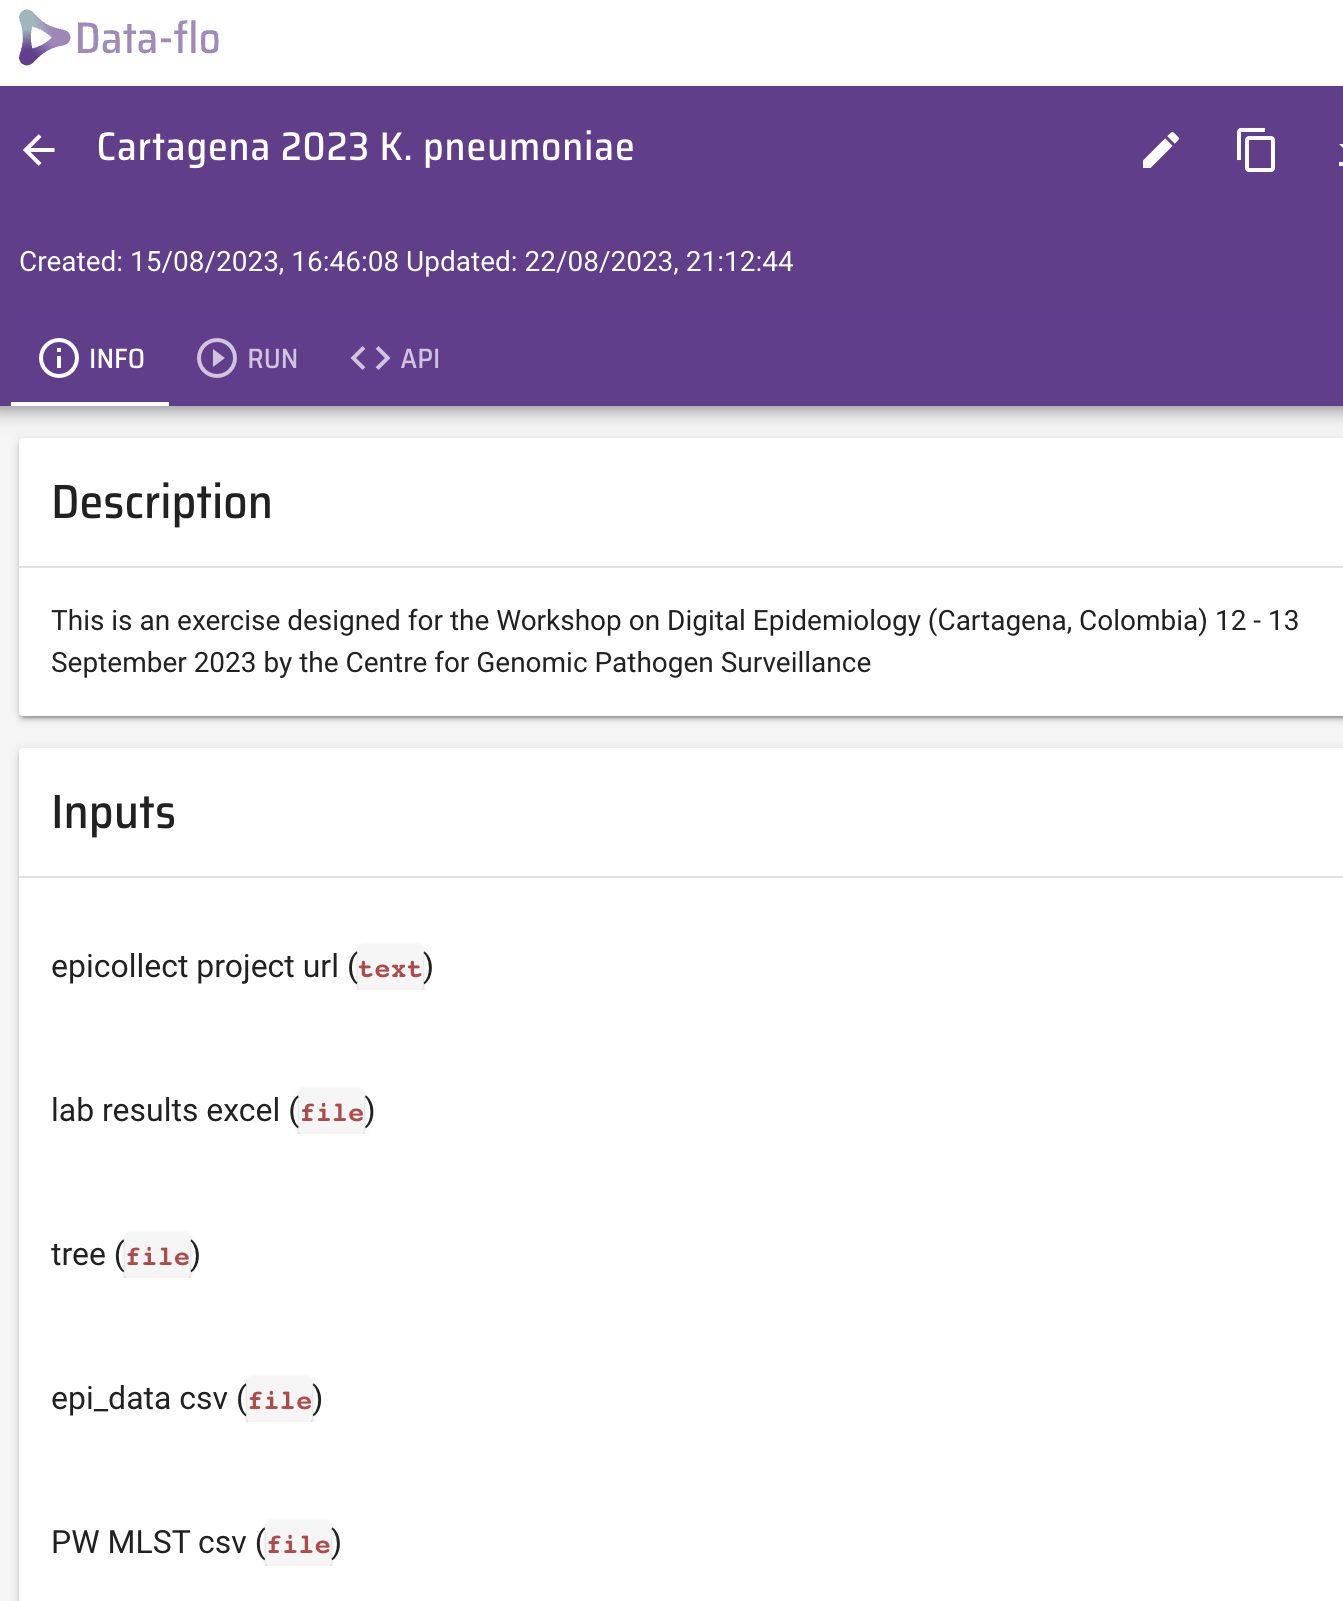 Data-flo
Cartagena 2023 K. pneumoniae
Created: 15/08/2023, 16:46:08 Updated: 22/08/2023, 21:12:44
INFO RUN API
Description
This is an exercise designed for the Workshop on Digital Epidemiology (Cartagena, Colombia) 12 - 13
September 2023 by the Centre for Genomic Pathogen Surveillance
Inputs
epicollect project url (text)
lab results excel (file)
tree (file)
epi_data csv (file)
PW MLST csv (file)